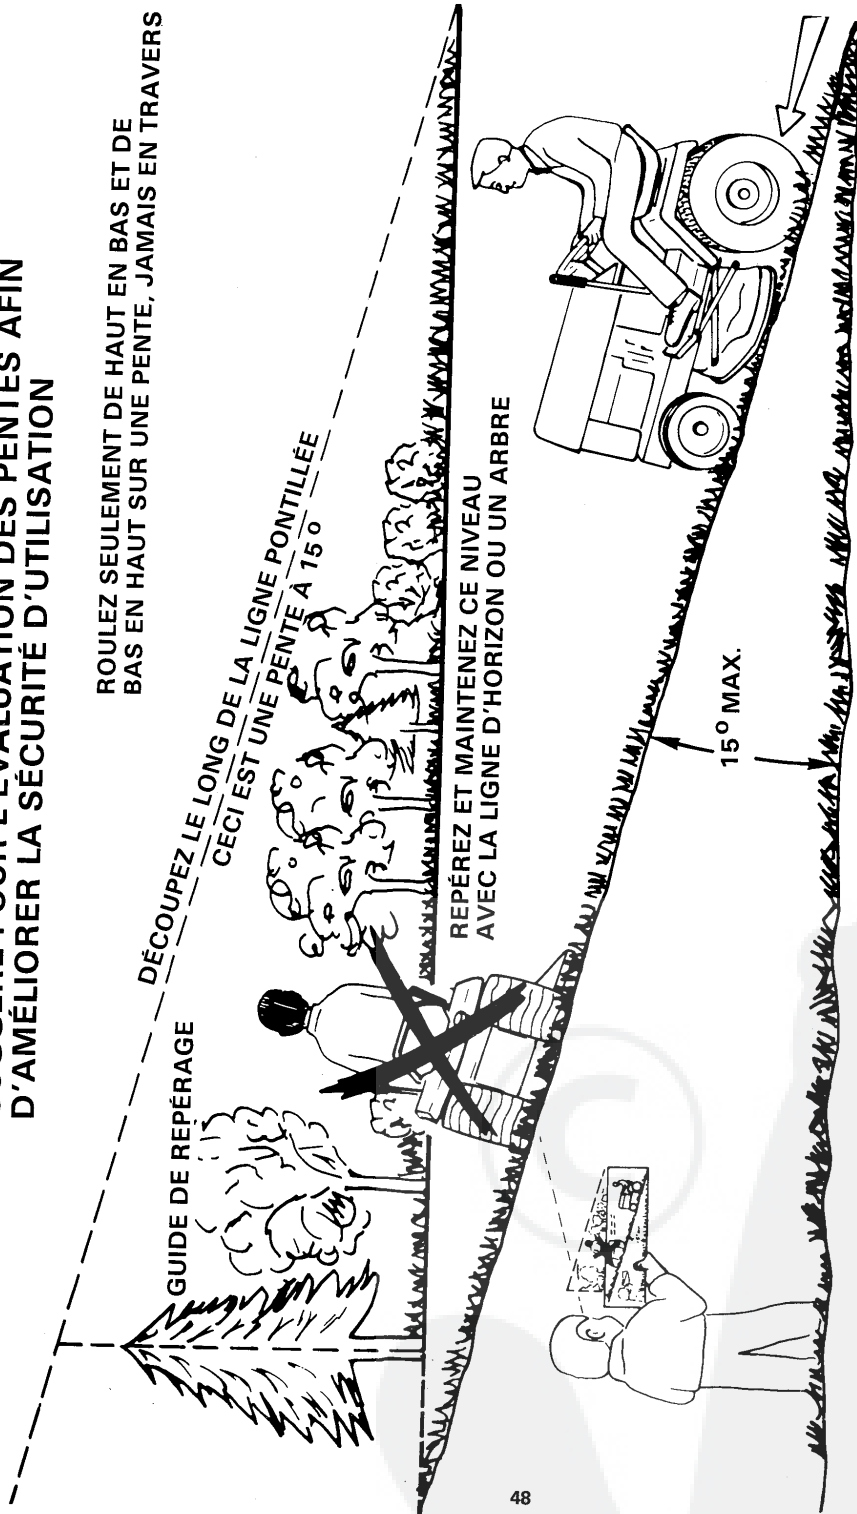 D'AMÉLIORER LA SÉCURITÉ D'UTILISATION
ROULEZ SEULEMENT DE HAUT EN BAS ET DE
BAS EN HAUT SUR UNE PENTE, JAMAIS EN TRAVERS
DÉCOUPEZ LE LONG DE LA LIGNE PONTILLÉE
CECI EST UNE PENTE À 15°
GUIDE DE REPÉRAGE
REPÉREZ ET MAINTENEZ CE NIVEAU
AVEC LA LIGNE D'HORIZON OU UN ARBRE
15° MAX.
48
©